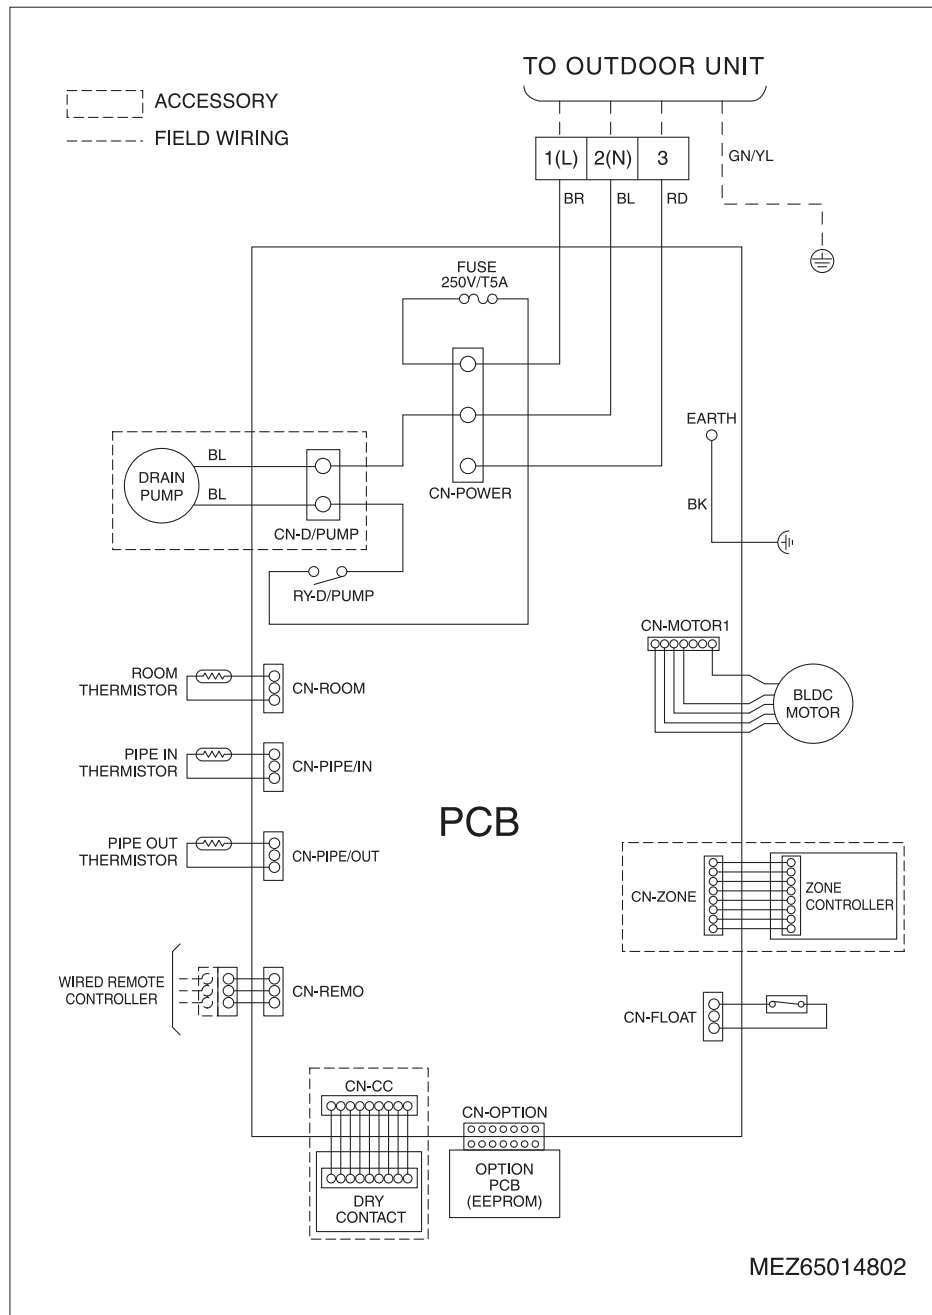 TO OUTDOOR UNIT
ACCESSORY
FIELD WIRING
1(L) 2(N) 3
GN/YL
BR BL RD
FUSE
250V/T5A
EARTH
BL
DRAIN
PUMP
BL
CN-POWER
BK
CN-D/PUMP
RY-D/PUMP
CN-MOTOR1
ROOM
THERMISTOR
CN-ROOM
BLDC
MOTOR
PIPE IN
THERMISTOR
CN-PIPE/IN
PCB
PIPE OUT
THERMISTOR
CN-PIPE/OUT
CN-ZONE
ZONE
CONTROLLER
WIRED REMOTE
CONTROLLER
CN-REMO
CN-FLOAT
CN-CC
CN-OPTION
OPTION
PCB
(EEPROM)
DRY
CONTACT
MEZ65014802